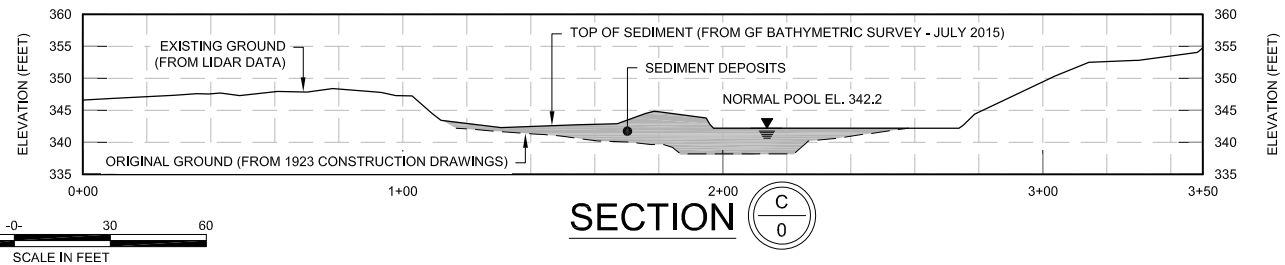 360
355
350
345
340
335
ELEVATION (FEET)
EXISTING GROUND
(FROM LIDAR DATA)
TOP OF SEDIMENT (FROM GF BATHYMETRIC SURVEY - JULY 2015)
SEDIMENT DEPOSITS
NORMAL POOL EL. 342.2
ORIGINAL GROUND (FROM 1923 CONSTRUCTION DRAWINGS)
360
355
350
345
340
335
ELEVATION (FEET)
0+00
1+00
2+00
3+00
3+50
SECTION
C
0
-0-
30
60
SCALE IN FEET